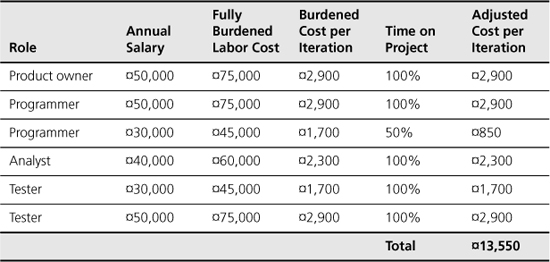 Role Annual Salary Fully Burdened Labor Cost Burdened Cost per Iteration Time on Project Adjusted Cost per Iteration
Product owner ¤50,000 ¤75,000 ¤2,900 100% ¤2,900
Programmer ¤50,000 ¤75,000 ¤2,900 100% ¤2,900
Programmer ¤30,000 ¤45,000 ¤1,700 50% ¤850
Analyst ¤40,000 ¤60,000 ¤2,300 100% ¤2,300
Tester ¤30,000 ¤45,000 ¤1,700 100% ¤1,700
Tester ¤50,000 ¤75,000 ¤2,900 100% ¤2,900
Total ¤13,550